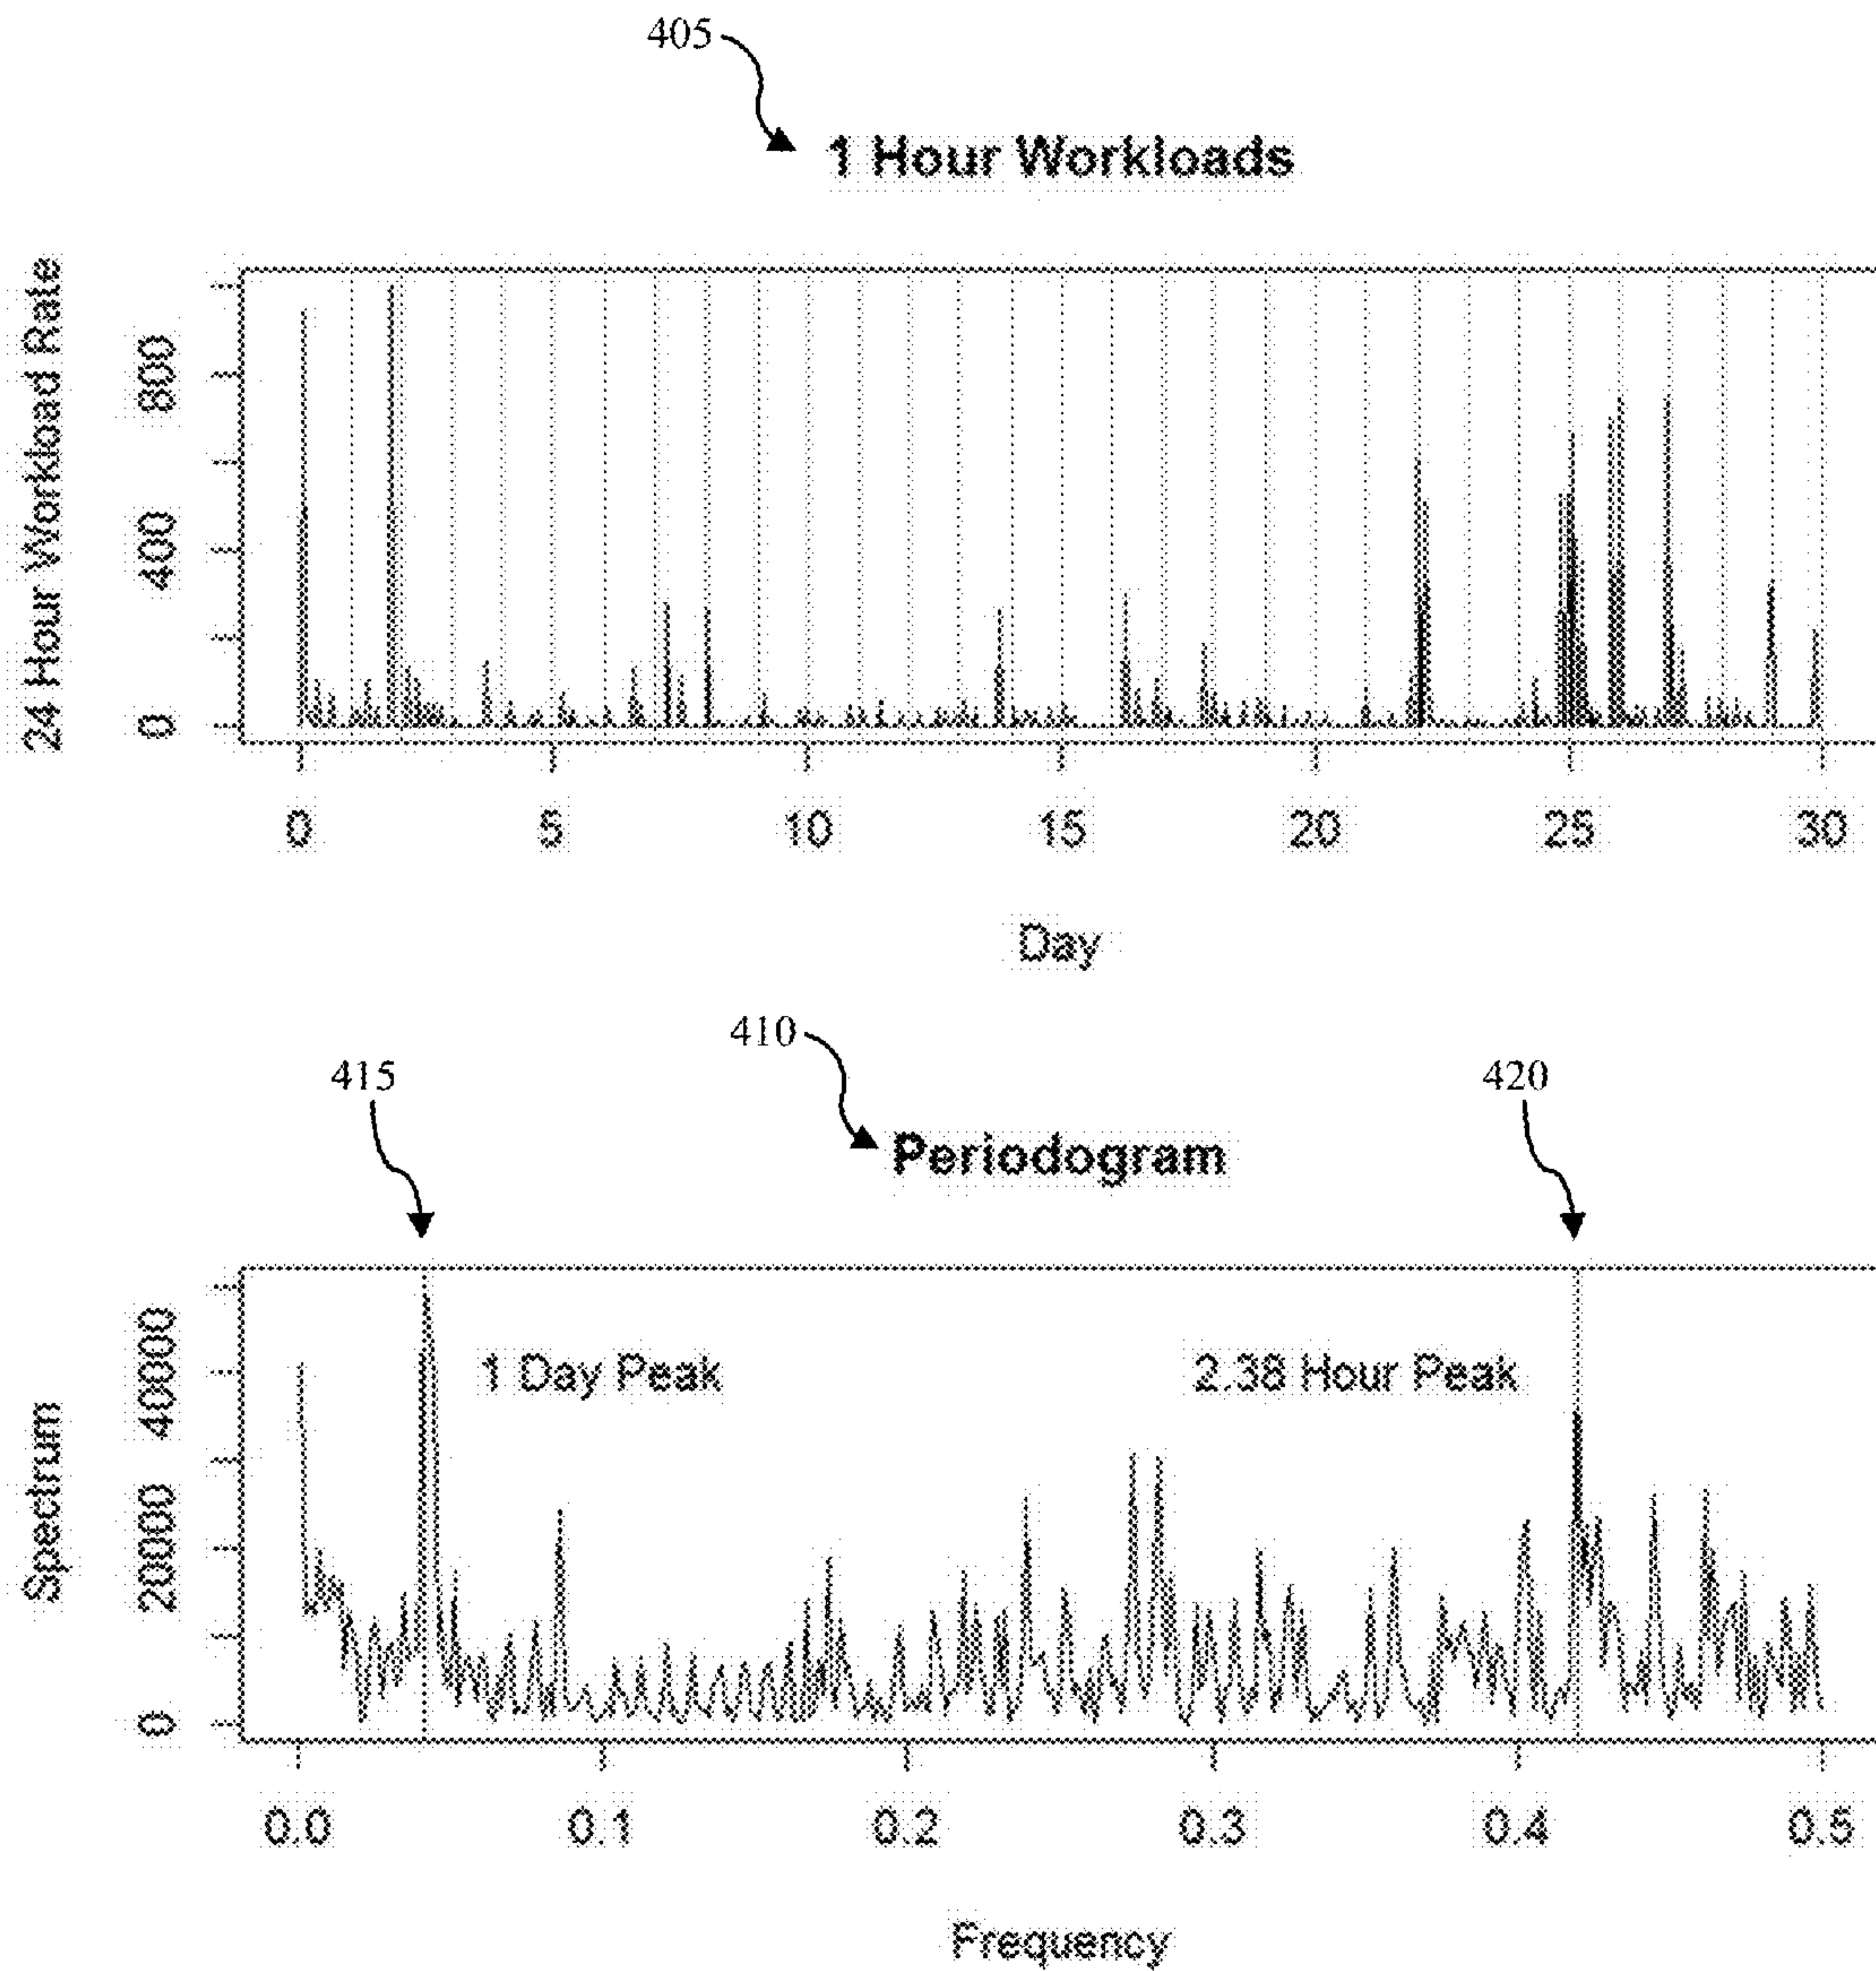 405
1 Hour Workloads
24 Hour Workload Rate
800
400
0
0 5 10 15 20 25 30
Day
410
415
420
Periodogram
1 Day Peak
2.38 Hour Peak
Spectrum
40000
20000
0
0.0 0.1 0.2 0.3 0.4 0.5
Frequency